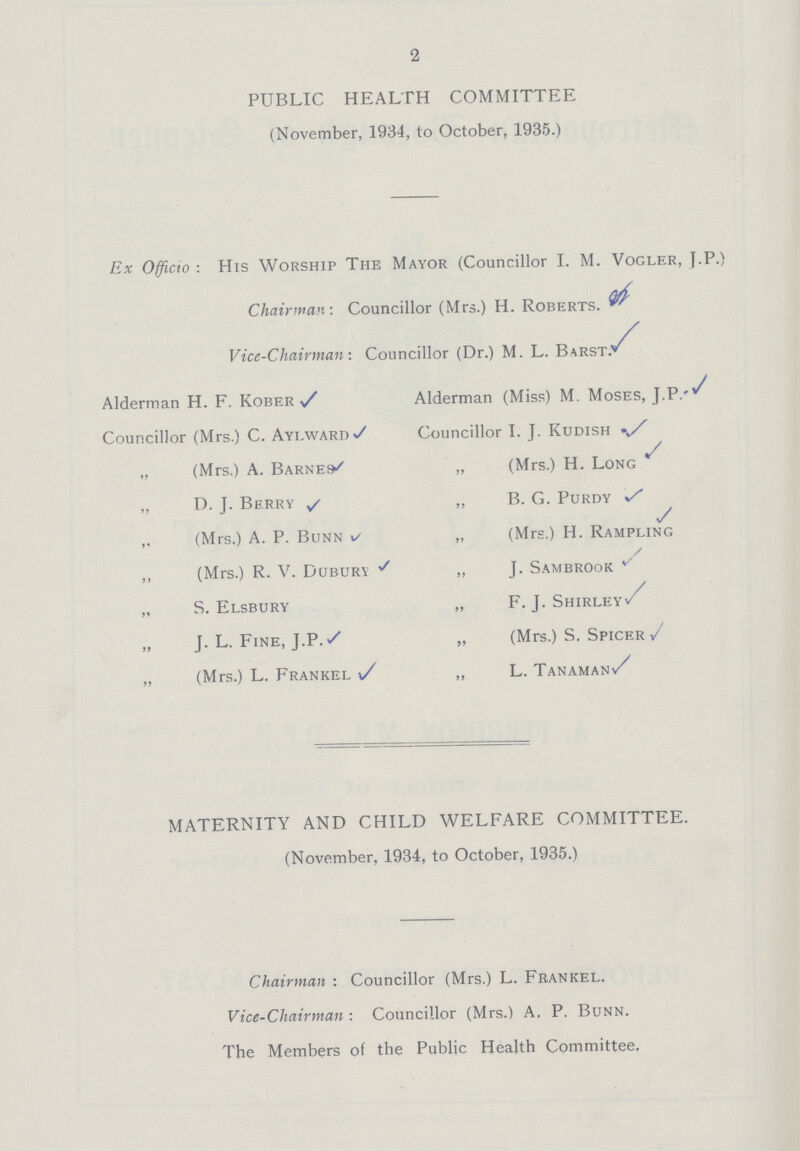 2
PUBLIC HEALTH COMMITTEE
(November, 1934, to October, 1935.)
Ex Officio : His Worship The Mayor (Councillor I. M. Vogler, J.P.)
Chairman : Councillor (Mrs.) H. Roberts.
Vice-Chairman : Councillor (Dr.) M. L. Barst. ✓
Alderman H. F. Kober ✓ Alderman (Miss) M. Moses, J.P. ✓
Councillor (Mrs.) C. Aylward ✓ Councillor I. J. Kudish ✓
„ (Mrs.) A. Barnes ✓ „ (Mrs.) H. Long ✓
„ D. J. Berry ✓ „ B. G. Purdy ✓
„ (Mrs.) A. P. Bunn ✓ „ (Mrs.) H. Rampling ✓
„ (Mrs.) R. V. Dubury ✓ „ J. Sambrook ✓
„ S. Elsbury „ F. J. Shirley ✓
„ J. L. Fine, J.P. ✓ „ (Mrs.) S. Spicer ✓
„ (Mrs.) L. Frankel ✓ „ L. Tanaman ✓
MATERNITY AND CHILD WELFARE COMMITTEE.
(November, 1934, to October, 1935.)
Chairman : Councillor (Mrs.) L. Frankel.
Vice-Chairman : Councillor (Mrs.) A. P. Bunn.
The Members of the Public Health Committee.